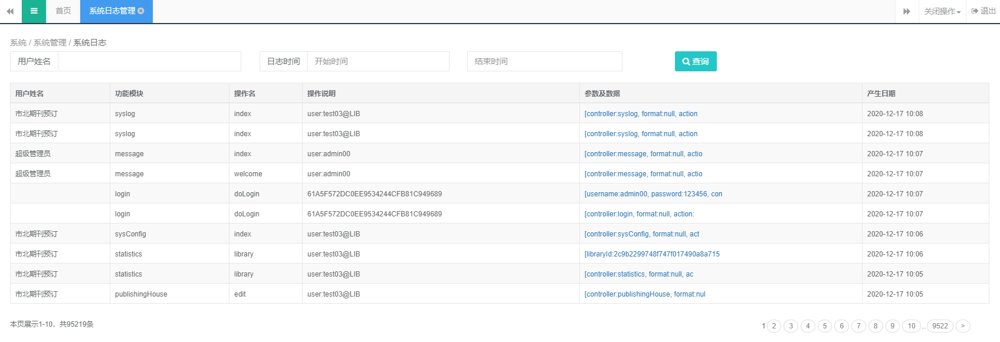 首页 系统日志管理 关闭操作 退出
系统 / 系统管理 / 系统日志
用户姓名 日志时间 开始时间 结束时间 查询
用户姓名 功能模块 操作名 操作说明 参数及数据 产生日期
市北期刊预订 syslog index user:test03@LIB [controller:syslog, format:null, action 2020-12-17 10:08
市北期刊预订 syslog index user:test03@LIB [controller:syslog, format:null, action 2020-12-17 10:08
超级管理员 message index user:admin00 [controller:message, format:null, actio 2020-12-17 10:07
超级管理员 message welcome user:admin00 [controller:message, format:null, actio 2020-12-17 10:07
login doLogin 61A5F572DC0EE9534244CFB81C949689 [username:admin00, password:123456, con 2020-12-17 10:07
login doLogin 61A5F572DC0EE9534244CFB81C949689 [controller:login, format:null, action: 2020-12-17 10:07
市北期刊预订 sysConfig index user:test03@LIB [controller:sysConfig, format:null, act 2020-12-17 10:06
市北期刊预订 statistics library user:test03@LIB [libraryId:2c9b2299748f747f017490a8a715 2020-12-17 10:06
市北期刊预订 statistics library user:test03@LIB [controller:statistics, format:null, ac 2020-12-17 10:05
市北期刊预订 publishingHouse edit user:test03@LIB [controller:publishingHouse, format:nul 2020-12-17 10:05
本页展示1-10，共95219条 1 2 3 4 5 6 7 8 9 10 .. 9522 >